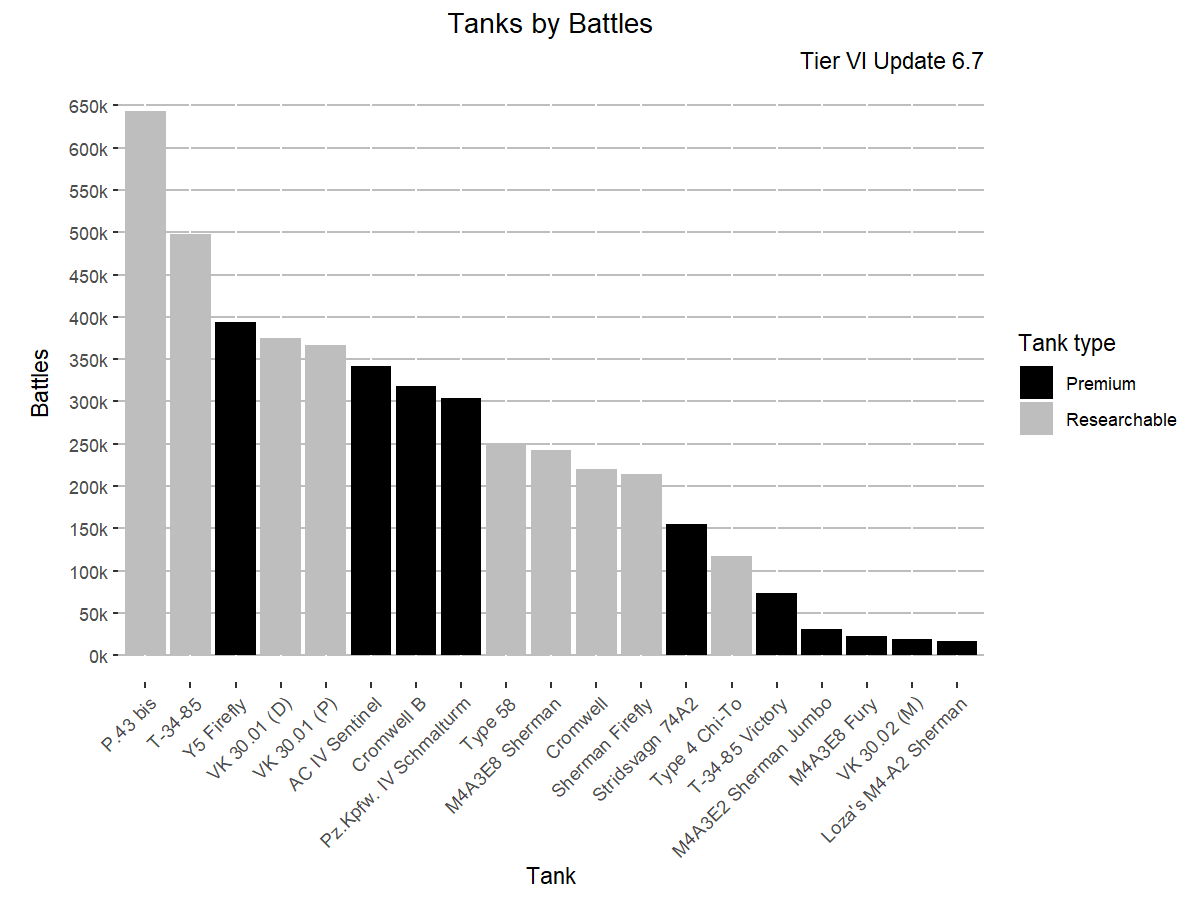 Tanks by Battles
Tier VI Update 6.7
650k
600k
550k
500k
450k
400k
350k
300k
250k
200k
150k
100k
50k
0k
Battles
P.43 bis
T-34-85
Y5 Firefly
VK 30.01 (D)
VK 30.01 (P)
AC IV Sentinel
Cromwell B
Pz.Kpfw. IV Schmalturm
Type 58
M4A3E8 Sherman
Cromwell
Sherman Firefly
Stridsvagn 74A2
Type 4 Chi-To
T-34-85 Victory
M4A3E2 Sherman Jumbo
M4A3E8 Fury
VK 30.02 (M)
Loza's M4-A2 Sherman
Tank
Tank type
Premium
Researchable